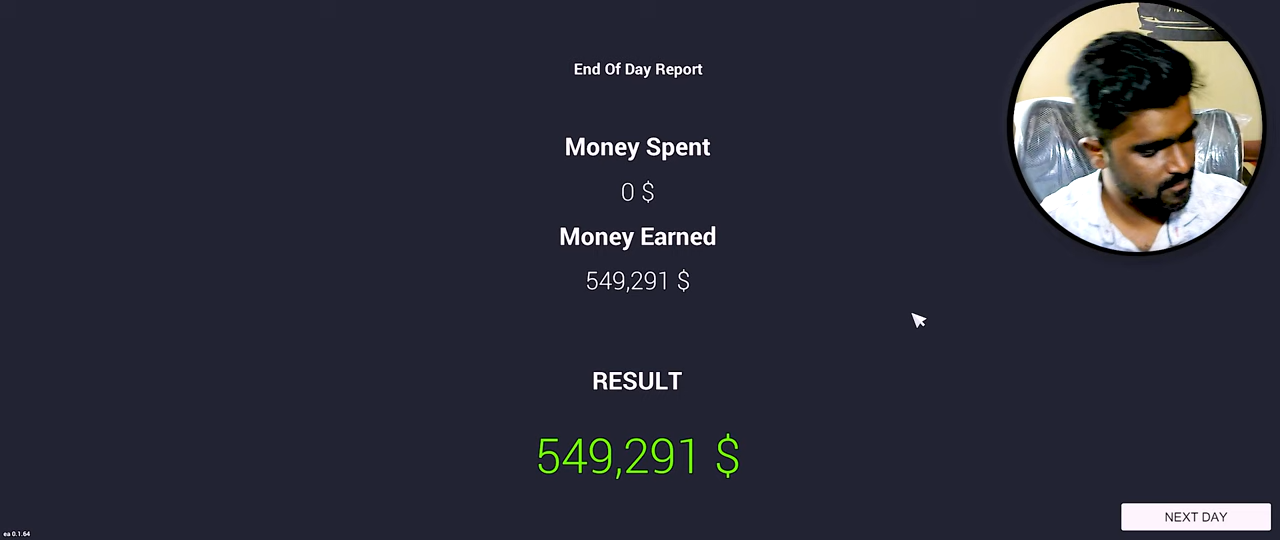 End Of Day Report
Money Spent
0 $
Money Earned
549,291 $
RESULT
549,291 $
NEXT DAY
ea 0.1.64